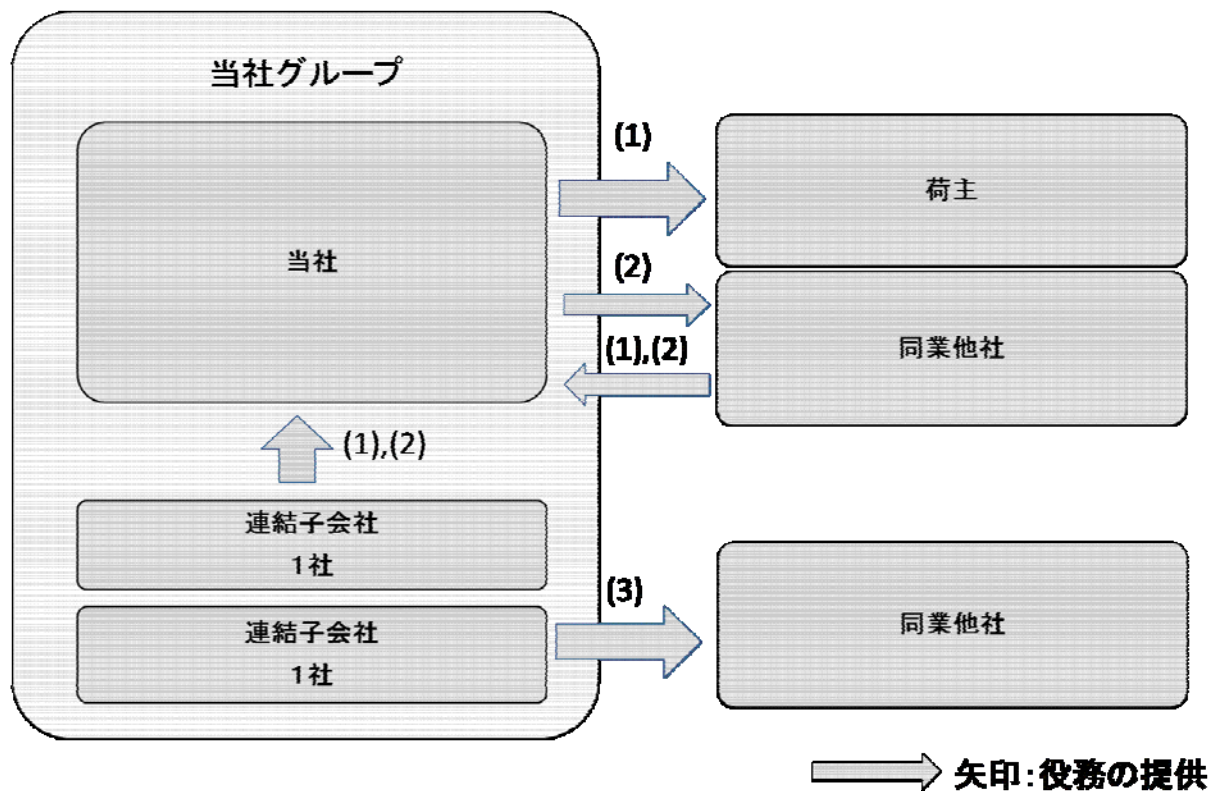 当社グループ
当社
(1)
荷主
(2)
同業他社
(1),(2)
(1),(2)
連結子会社
1社
連結子会社
1社
(3)
同業他社
矢印:役務の提供